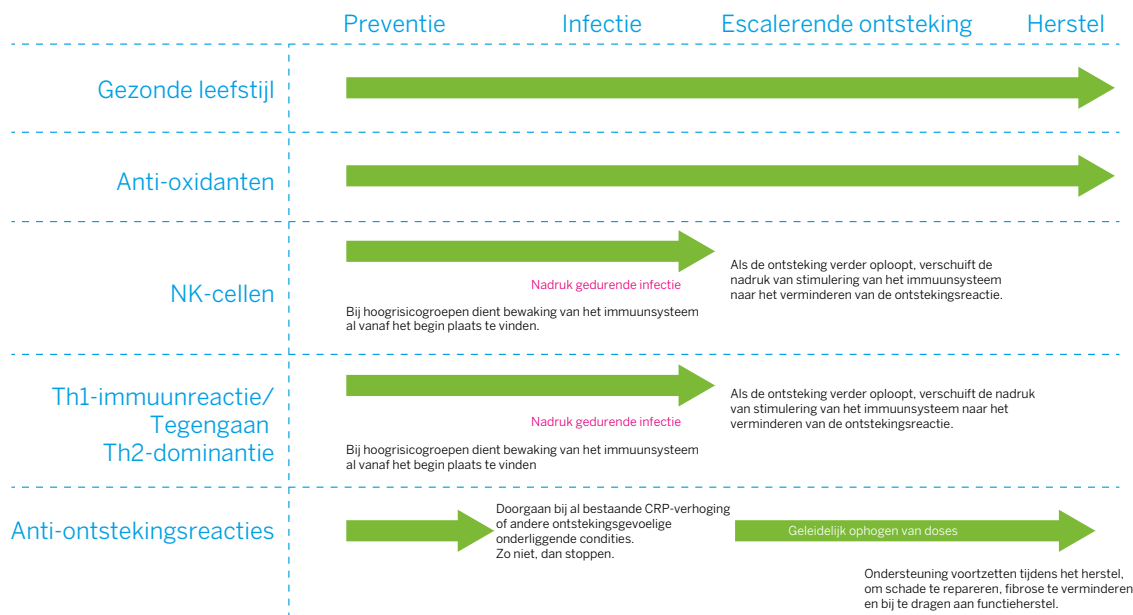 Preventie
Infectie
Escalerende ontsteking
Herstel
Gezonde leefstijl
Anti-oxidanten
NK-cellen
Nadruk gedurende infectie
Bij hoogrisicogroepen dient bewaking van het immuunsysteem
al vanaf het begin plaats te vinden.
Als de ontsteking verder oploopt, verschuift de
nadruk van stimulering van het immuunsysteem
naar het verminderen van de ontstekingsreactie.
Th1-immuunreactie/
Tegengaan
Th2-dominantie
Nadruk gedurende infectie
Bij hoogrisicogroepen dient bewaking van het immuunsysteem
al vanaf het begin plaats te vinden
Als de ontsteking verder oploopt, verschuift de nadruk
van stimulering van het immuunsysteem naar het
verminderen van de ontstekingsreactie.
Anti-ontstekingsreacties
Doorgaan bij al bestaande CRP-verhoging
of andere ontstekingsgevoelige
onderliggende condities.
Zo niet, dan stoppen.
Geleidelijk ophogen van doses
Ondersteuning voortzetten tijdens het herstel,
om schade te repareren, fibrose te verminderen
en bij te dragen aan functieherstel.